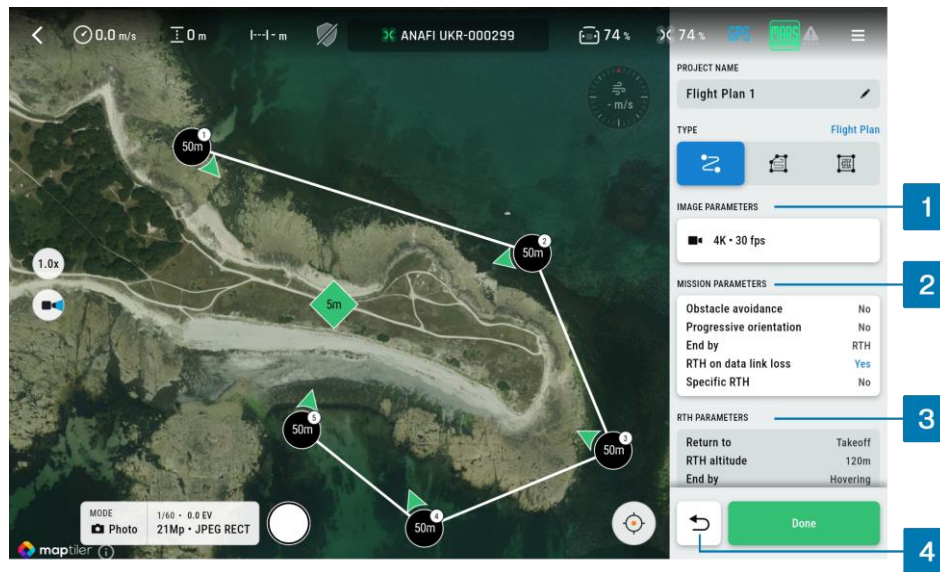 0.0 m/s
0 m
- m
ANAFI UKR-000299
74 %
74 %
GPS
MARS
- m/s
1.0x
50m 1
50m 2
5m
50m 5
50m 3
50m 4
MODE
Photo
1/60 • 0.0 EV
21Mp • JPEG RECT
maptiler
PROJECT NAME
Flight Plan 1
TYPE Flight Plan
IMAGE PARAMETERS
4K • 30 fps
MISSION PARAMETERS
Obstacle avoidance No
Progressive orientation No
End by RTH
RTH on data link loss Yes
Specific RTH No
RTH PARAMETERS
Return to Takeoff
RTH altitude 120m
End by Hovering
Done
1
2
3
4